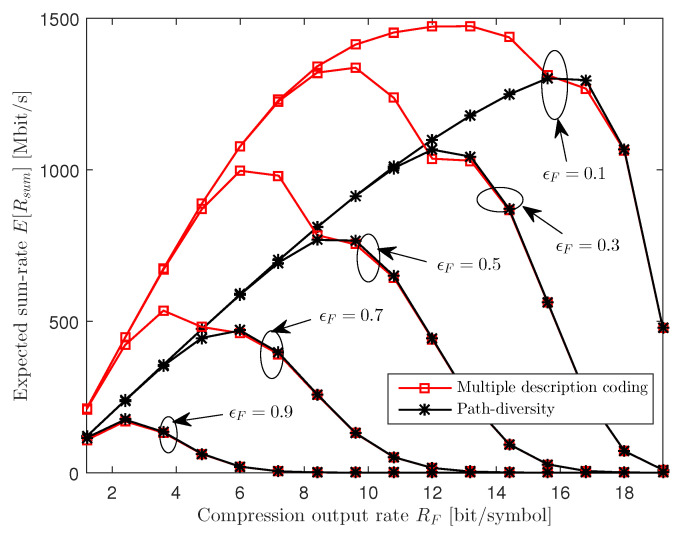 1500
1000
500
0
Expected sum-rate E[R_sum] [Mbit/s]
ϵ_F = 0.1
ϵ_F = 0.3
ϵ_F = 0.5
ϵ_F = 0.7
ϵ_F = 0.9
Multiple description coding
Path-diversity
2 4 6 8 10 12 14 16 18
Compression output rate R_F [bit/symbol]